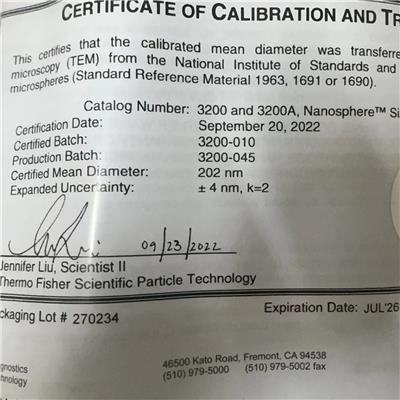 CERTIFICATE OF CALIBRATION AND TR
This certifies that the calibrated mean diameter was transferre
microscopy (TEM) from the National Institute of Standards and
microspheres (Standard Reference Material 1963, 1691 or 1690).
Catalog Number: 3200 and 3200A, Nanosphere™ Si
Certification Date: September 20, 2022
Certified Batch: 3200-010
Production Batch: 3200-045
Certified Mean Diameter: 202 nm
Expanded Uncertainty: ± 4 nm, k=2
09/23/2022
Jennifer Liu, Scientist II
Thermo Fisher Scientific Particle Technology
ckaging Lot # 270234
Expiration Date: JUL'26
gnostics
hnology
46500 Kato Road, Fremont, CA 94538
(510) 979-5000 (510) 979-5002 fax